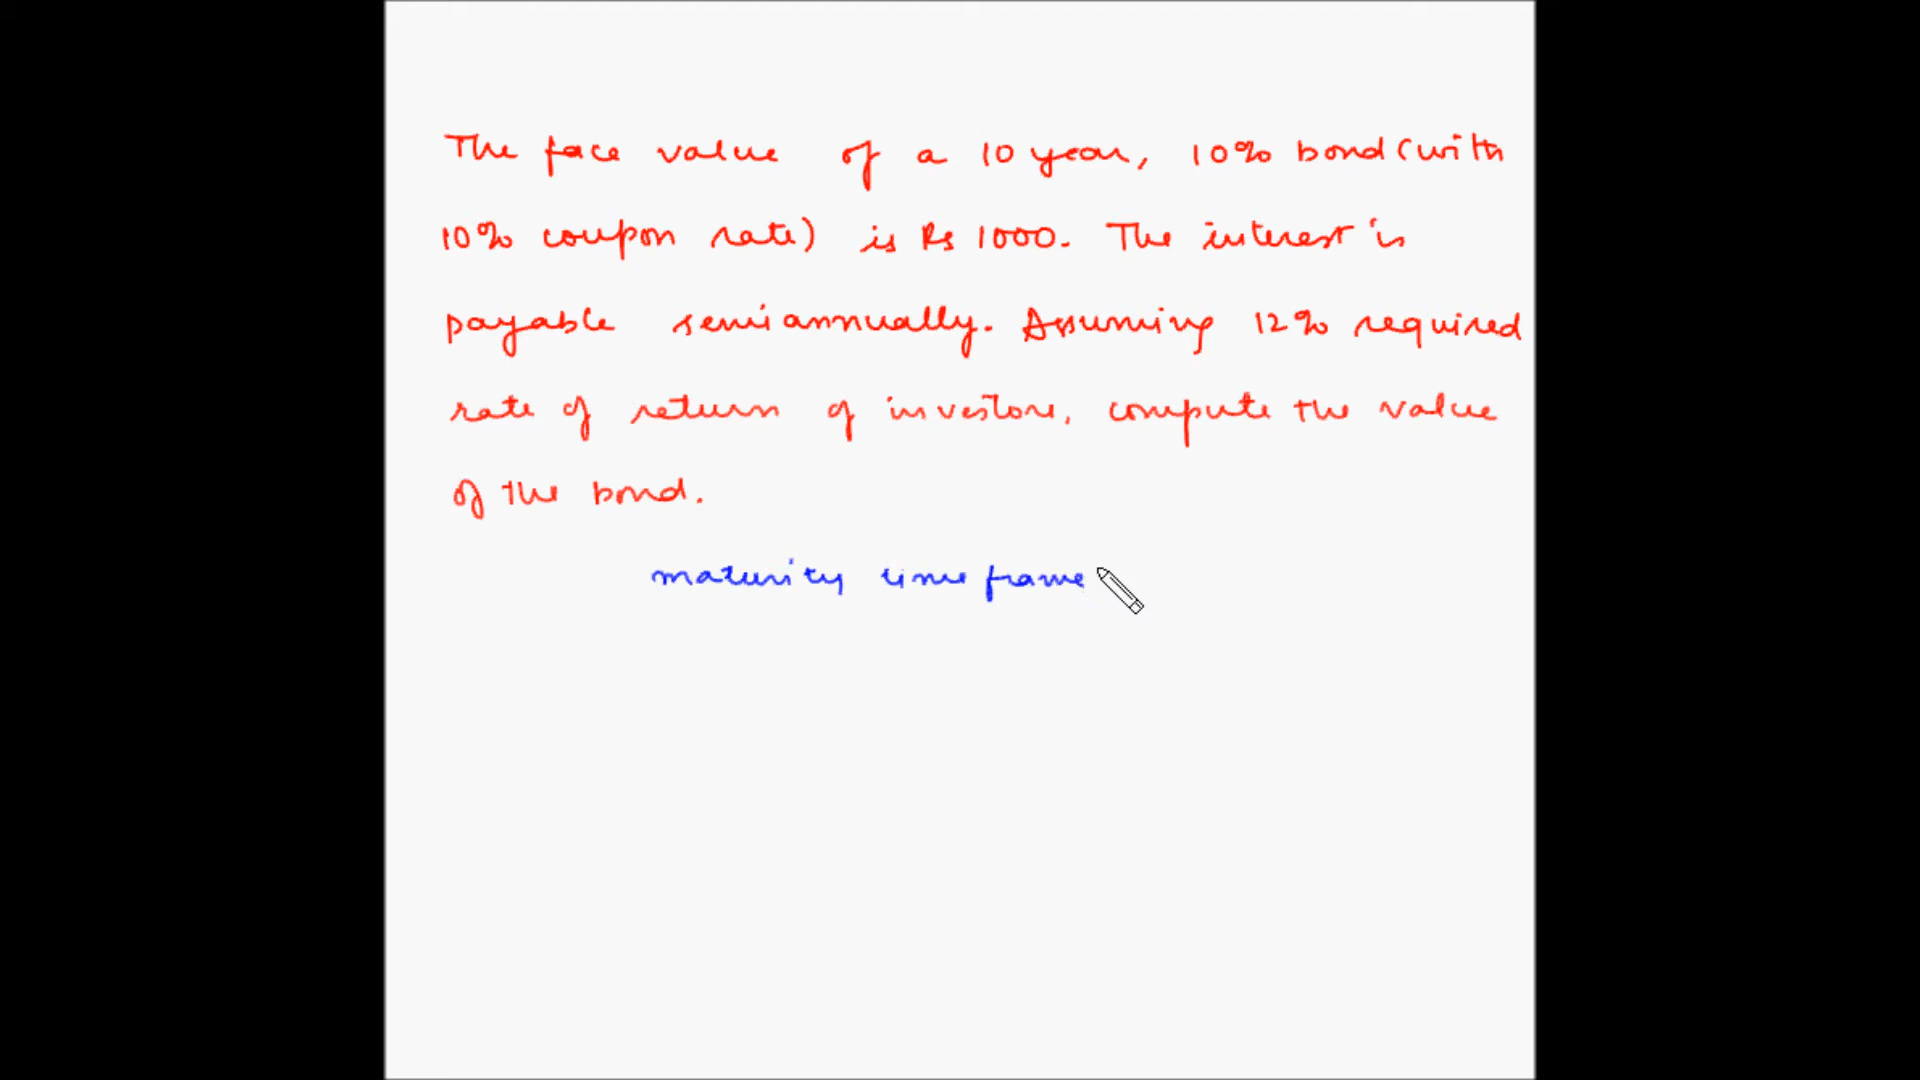 The face value of a 10 year, 10% bond (with
10% coupon rate) is Rs 1000. The interest is
payable semiannually. Assuming 12% required
rate of return of investors, compute the value
of the bond.
maturity time frame